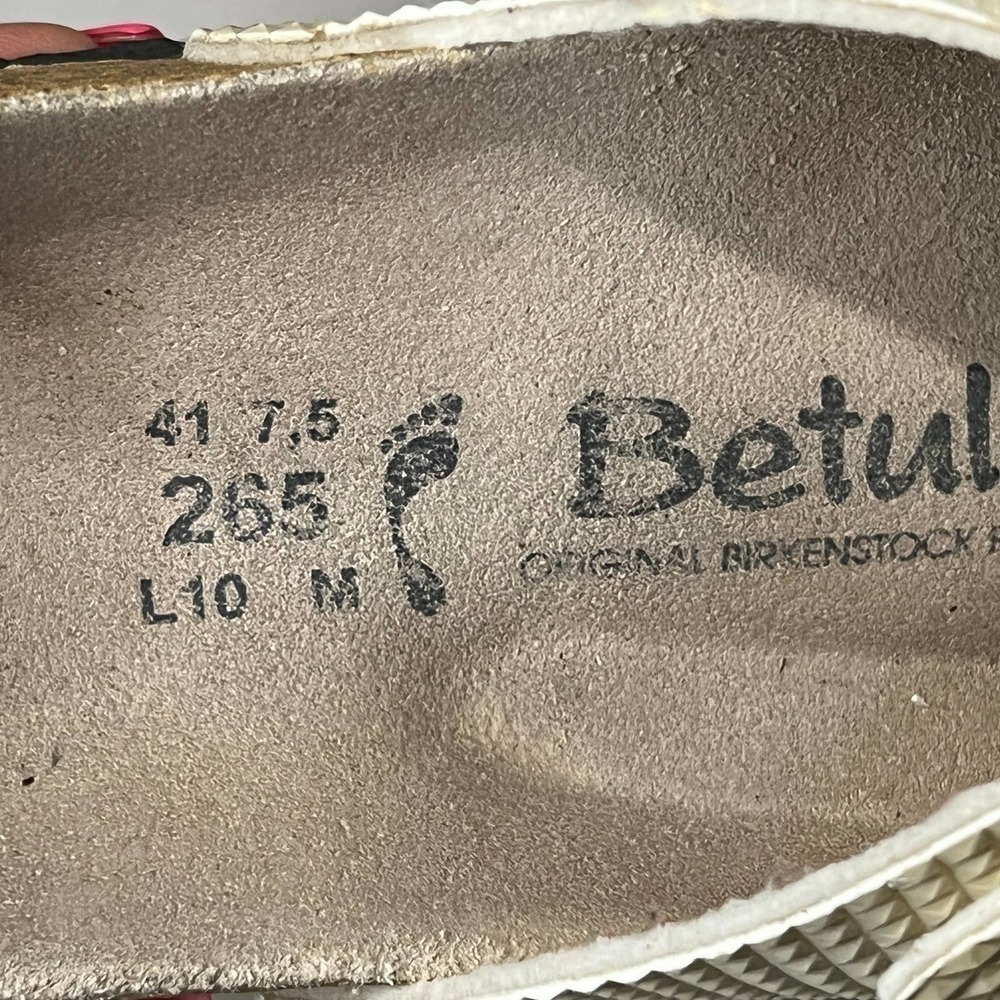 41 7,5
265
L10 M
Betul
ORIGINAL BIRKENSTOCK